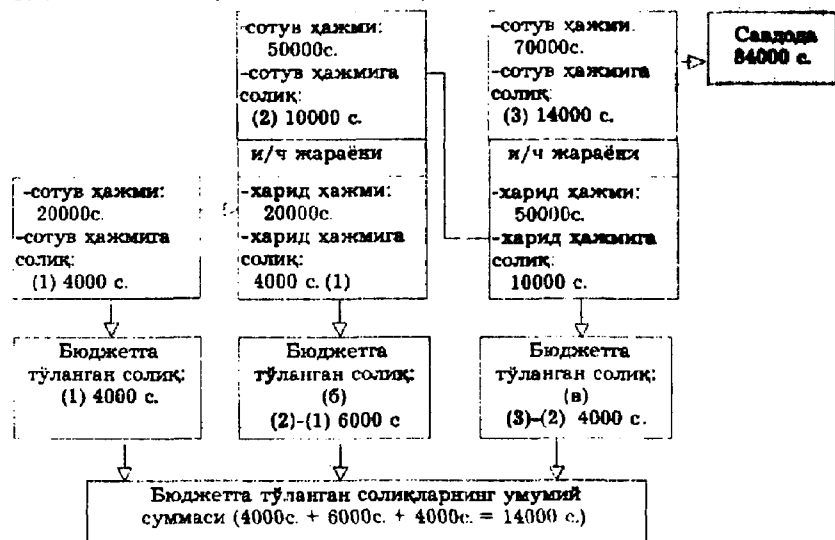 -сотув ҳажми:
50000с.
-сотув ҳажмига
солиқ:
(2) 10000 с.
и/ч жараёни
-харид ҳажми:
20000с.
-харид ҳажмига
солиқ:
4000 с. (1)
-сотув ҳажми.
70000с.
-сотув ҳажмига
солиқ:
(3) 14000 с.
и/ч жараёни
-харид ҳажми:
50000с.
-харид ҳажмига
солиқ:
10000 с.
Савдода
84000 с.
-сотув ҳажми:
20000с.
-сотув ҳажмига
солиқ:
(1) 4000 с.
Бюджетга
тўланган солиқ:
(1) 4000 с.
Бюджетга
тўланган солиқ:
(б)
(2)-(1) 6000 с
Бюджетга
тўланган солиқ:
(в)
(3)-(2) 4000 с.
Бюджетга тўланган солиқларнинг умумий
суммаси (4000с. + 6000с. + 4000с. = 14000 с.)